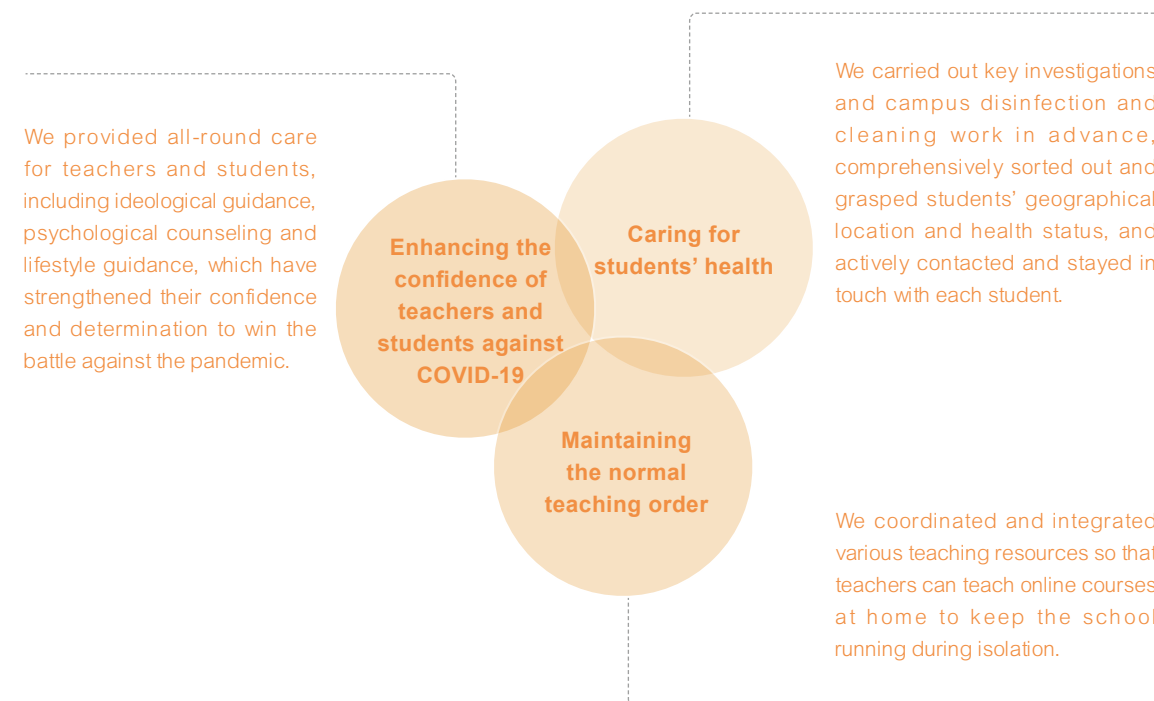 We provided all-round care
for teachers and students,
including ideological guidance,
psychological counseling and
lifestyle guidance, which have
strengthened their confidence
and determination to win the
battle against the pandemic.
Enhancing the
confidence of
teachers and
students against
COVID-19
Caring for
students’ health
We carried out key investigations
and campus disinfection and
cleaning work in advance,
comprehensively sorted out and
grasped students’ geographical
location and health status, and
actively contacted and stayed in
touch with each student.
Maintaining
the normal
teaching order
We coordinated and integrated
various teaching resources so that
teachers can teach online courses
at home to keep the school
running during isolation.